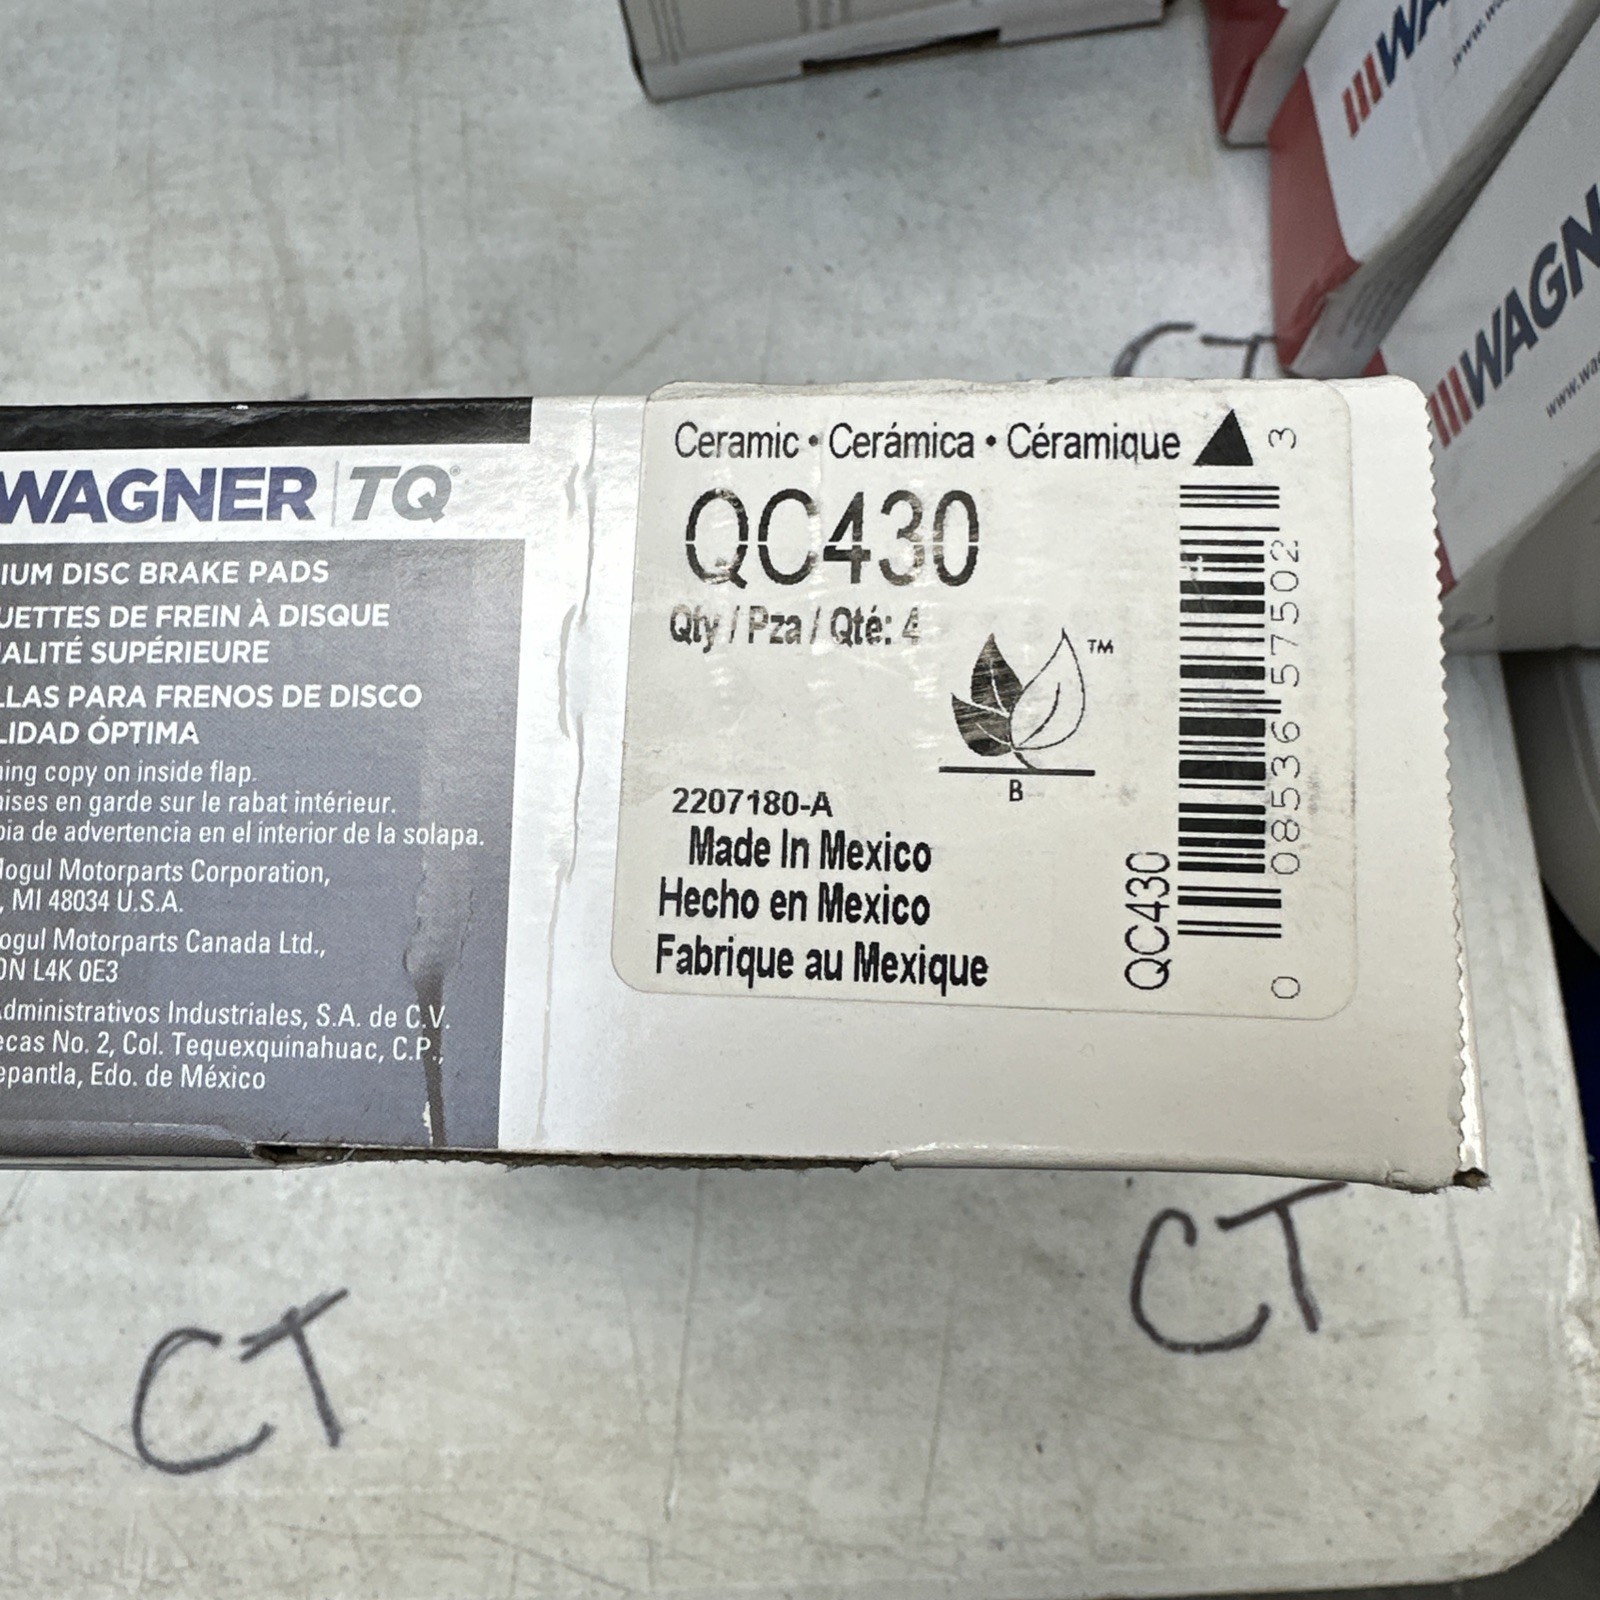 WAGNER TQ
IUM DISC BRAKE PADS
UETTES DE FREIN À DISQUE
ALITÉ SUPÉRIEURE
LLAS PARA FRENOS DE DISCO
LIDAD ÓPTIMA
ning copy on inside flap.
ises en garde sur le rabat intérieur.
pia de advertencia en el interior de la solapa.
Mogul Motorparts Corporation,
, MI 48034 U.S.A.
ogul Motorparts Canada Ltd.,
ON L4K 0E3
Administrativos Industriales, S.A. de C.V.
ecas No. 2, Col. Tequexquinahuac, C.P.,
epantla, Edo. de México
Ceramic • Cerámica • Céramique
QC430
Qty / Pza / Qté: 4
TM
B
2207180-A
Made In Mexico
Hecho en Mexico
Fabrique au Mexique
QC430
0 08536 57502 3
WAGN
CT
CT
CT